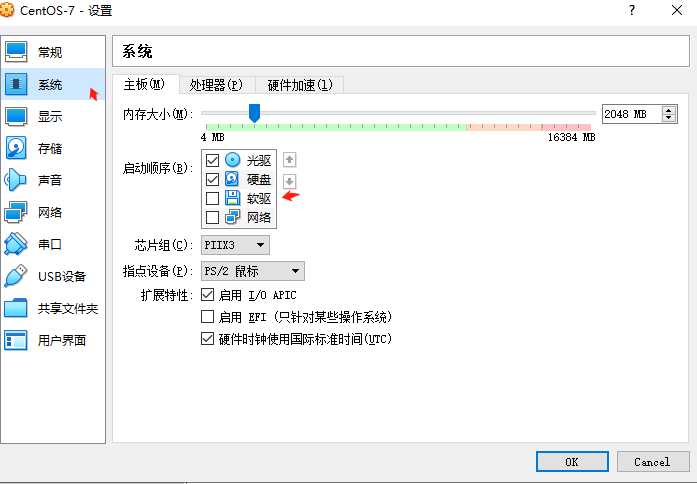 CentOS-7 - 设置
常规
系统
显示
存储
声音
网络
串口
USB设备
共享文件夹
用户界面
系统
主板(M) 处理器(P) 硬件加速(L)
内存大小(M): 2048 MB
4 MB 16384 MB
启动顺序(B): 光驱
硬盘
软驱
网络
芯片组(C): PIIX3
指点设备(P): PS/2 鼠标
扩展特性: 启用 I/O APIC
启用 EFI (只针对某些操作系统)
硬件时钟使用国际标准时间(UTC)
OK Cancel